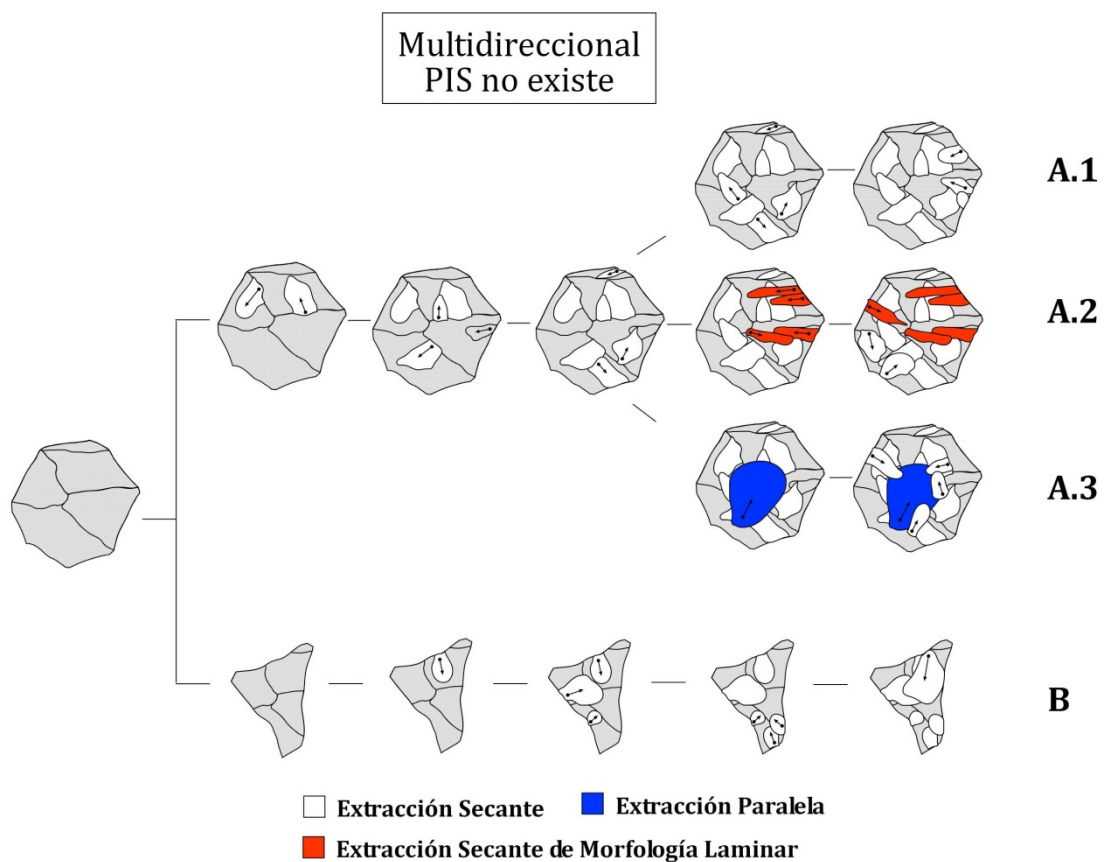 Multidireccional
PIS no existe
A.1
A.2
A.3
B
Extracción Secante
Extracción Paralela
Extracción Secante de Morfología Laminar